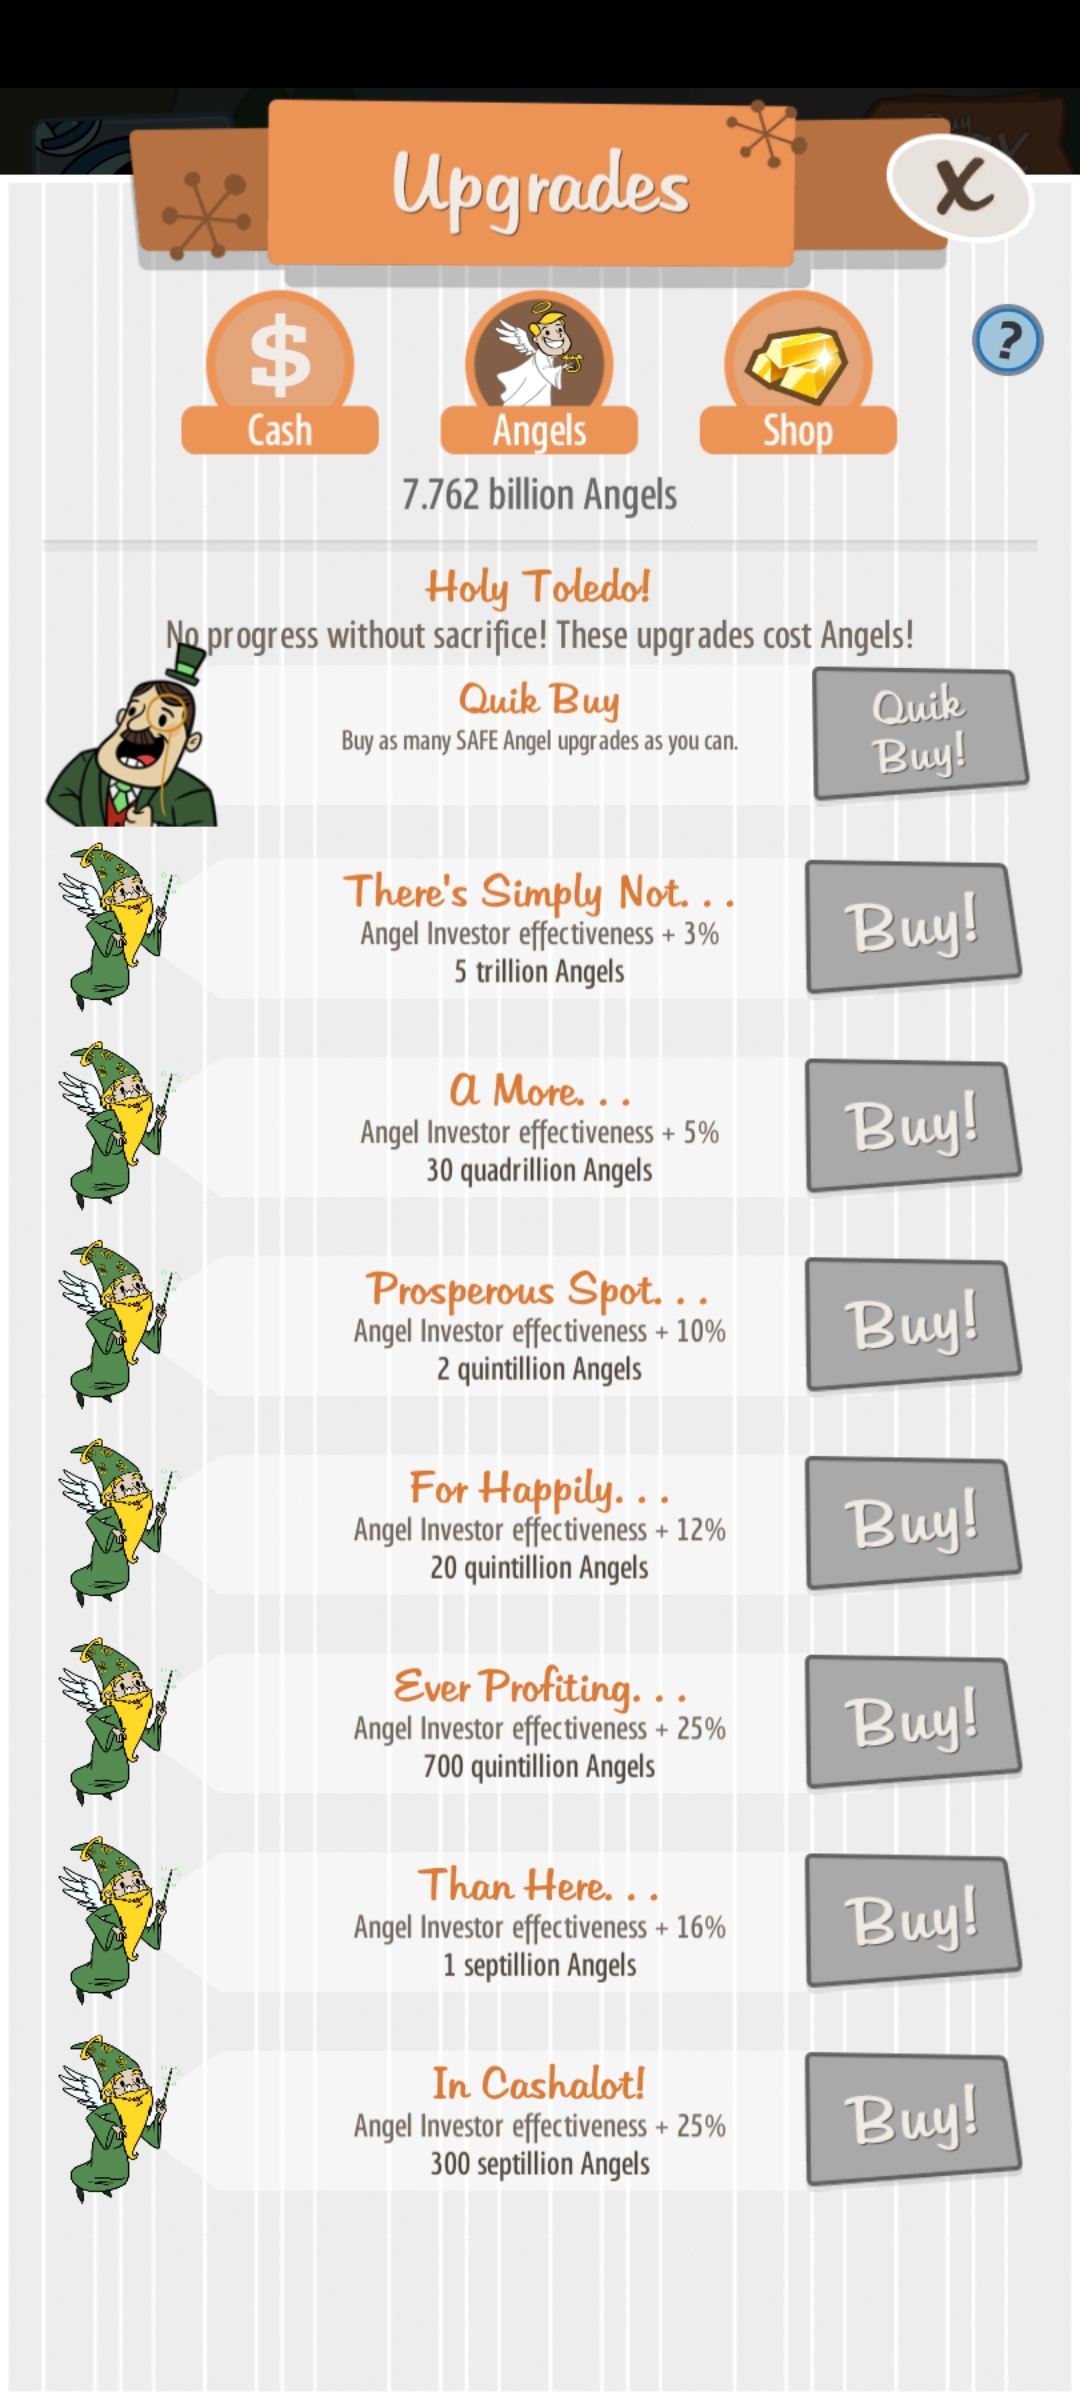 Upgrades
X
$
Cash
Angels
Shop
?
7.762 billion Angels
Holy Toledo!
No progress without sacrifice! These upgrades cost Angels!
Quik Buy
Buy as many SAFE Angel upgrades as you can.
Quik
Buy!
There's Simply Not. . .
Angel Investor effectiveness + 3%
5 trillion Angels
Buy!
A More. . .
Angel Investor effectiveness + 5%
30 quadrillion Angels
Buy!
Prosperous Spot. . .
Angel Investor effectiveness + 10%
2 quintillion Angels
Buy!
For Happily. . .
Angel Investor effectiveness + 12%
20 quintillion Angels
Buy!
Ever Profiting. . .
Angel Investor effectiveness + 25%
700 quintillion Angels
Buy!
Than Here. . .
Angel Investor effectiveness + 16%
1 septillion Angels
Buy!
In Cashalot!
Angel Investor effectiveness + 25%
300 septillion Angels
Buy!